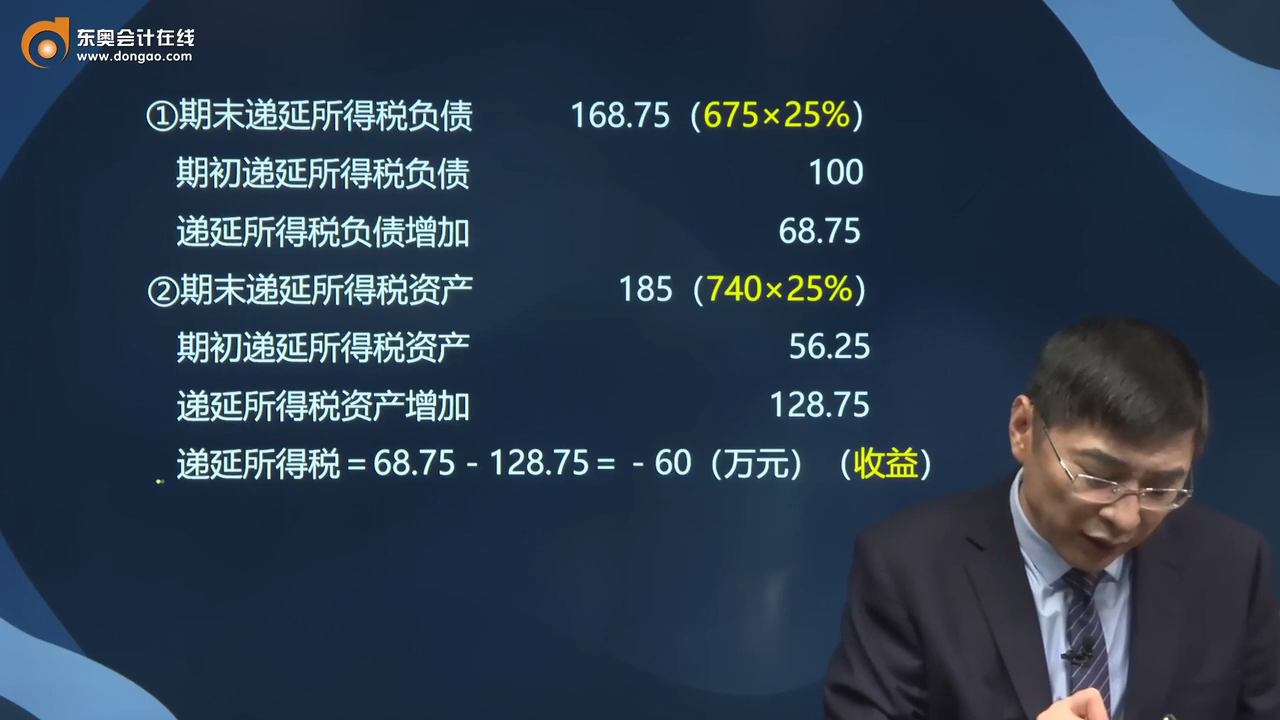 东奥会计在线
www.dongao.com
①期末递延所得税负债 168.75（675×25%）
期初递延所得税负债 100
递延所得税负债增加 68.75
②期末递延所得税资产 185（740×25%）
期初递延所得税资产 56.25
递延所得税资产增加 128.75
递延所得税＝68.75－128.75＝－60（万元）（收益）